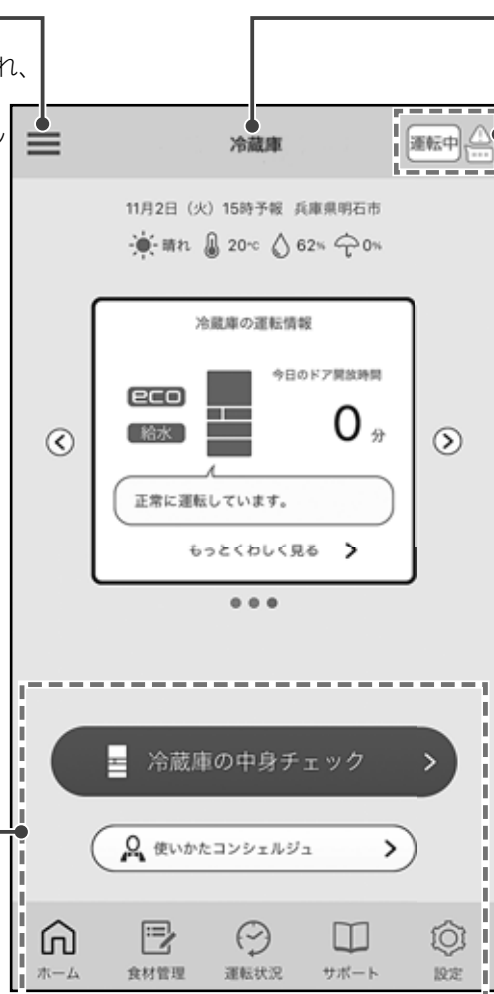 れ、
冷蔵庫
運転中
11月2日（火）15時予報 兵庫県明石市
晴れ 20℃ 62% 0%
冷蔵庫の運転情報
今日のドア開放時間
eco
給水
0分
正常に運転しています。
もっとくわしく見る
冷蔵庫の中身チェック
使いかたコンシェルジュ
ホーム 食材管理 運転状況 サポート 設定